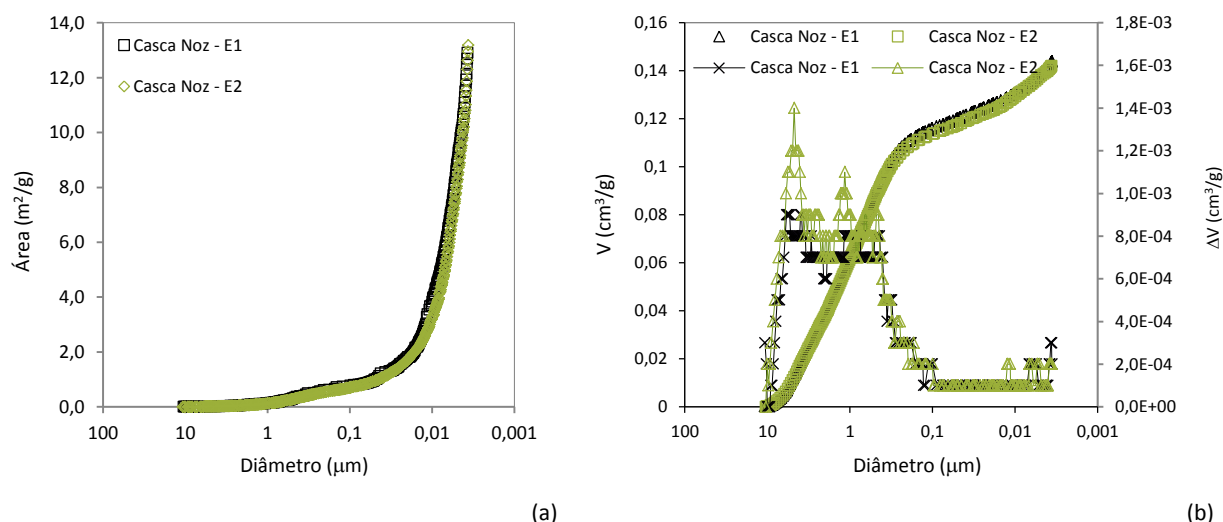 14,0
12,0
10,0
8,0
6,0
4,0
2,0
0,0
Área (m²/g)
Casca Noz - E1
Casca Noz - E2
100
10
1
0,1
0,01
0,001
Diâmetro (μm)
(a)
0,16
0,14
0,12
0,1
0,08
0,06
0,04
0,02
0
V (cm³/g)
Casca Noz - E1
Casca Noz - E2
Casca Noz - E1
Casca Noz - E2
1,8E-03
1,6E-03
1,4E-03
1,2E-03
1,0E-03
8,0E-04
6,0E-04
4,0E-04
2,0E-04
0,0E+00
ΔV (cm³/g)
100
10
1
0,1
0,01
0,001
Diâmetro (μm)
(b)